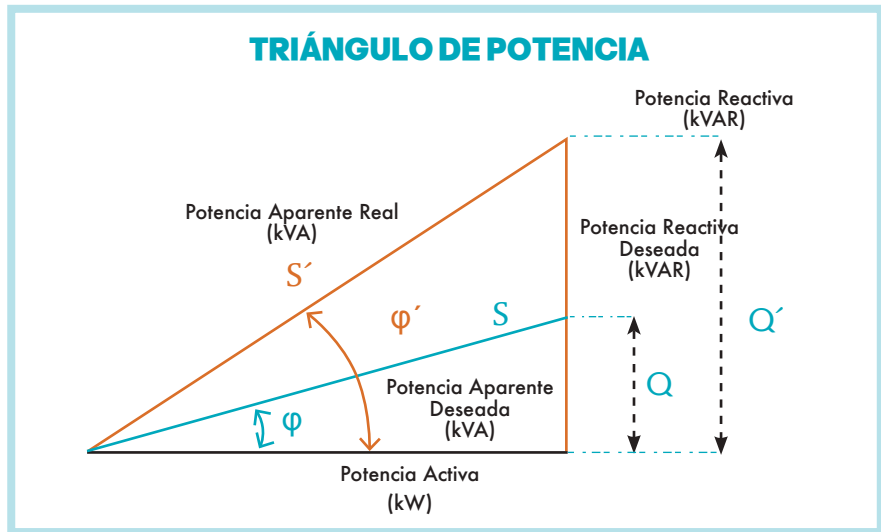 TRIÁNGULO DE POTENCIA
Potencia Reactiva
(kVAR)
Potencia Aparente Real
(kVA)
S´
Potencia Reactiva
Deseada
(kVAR)
φ´
S
Q´
Q
Potencia Aparente
Deseada
(kVA)
φ
Potencia Activa
(kW)